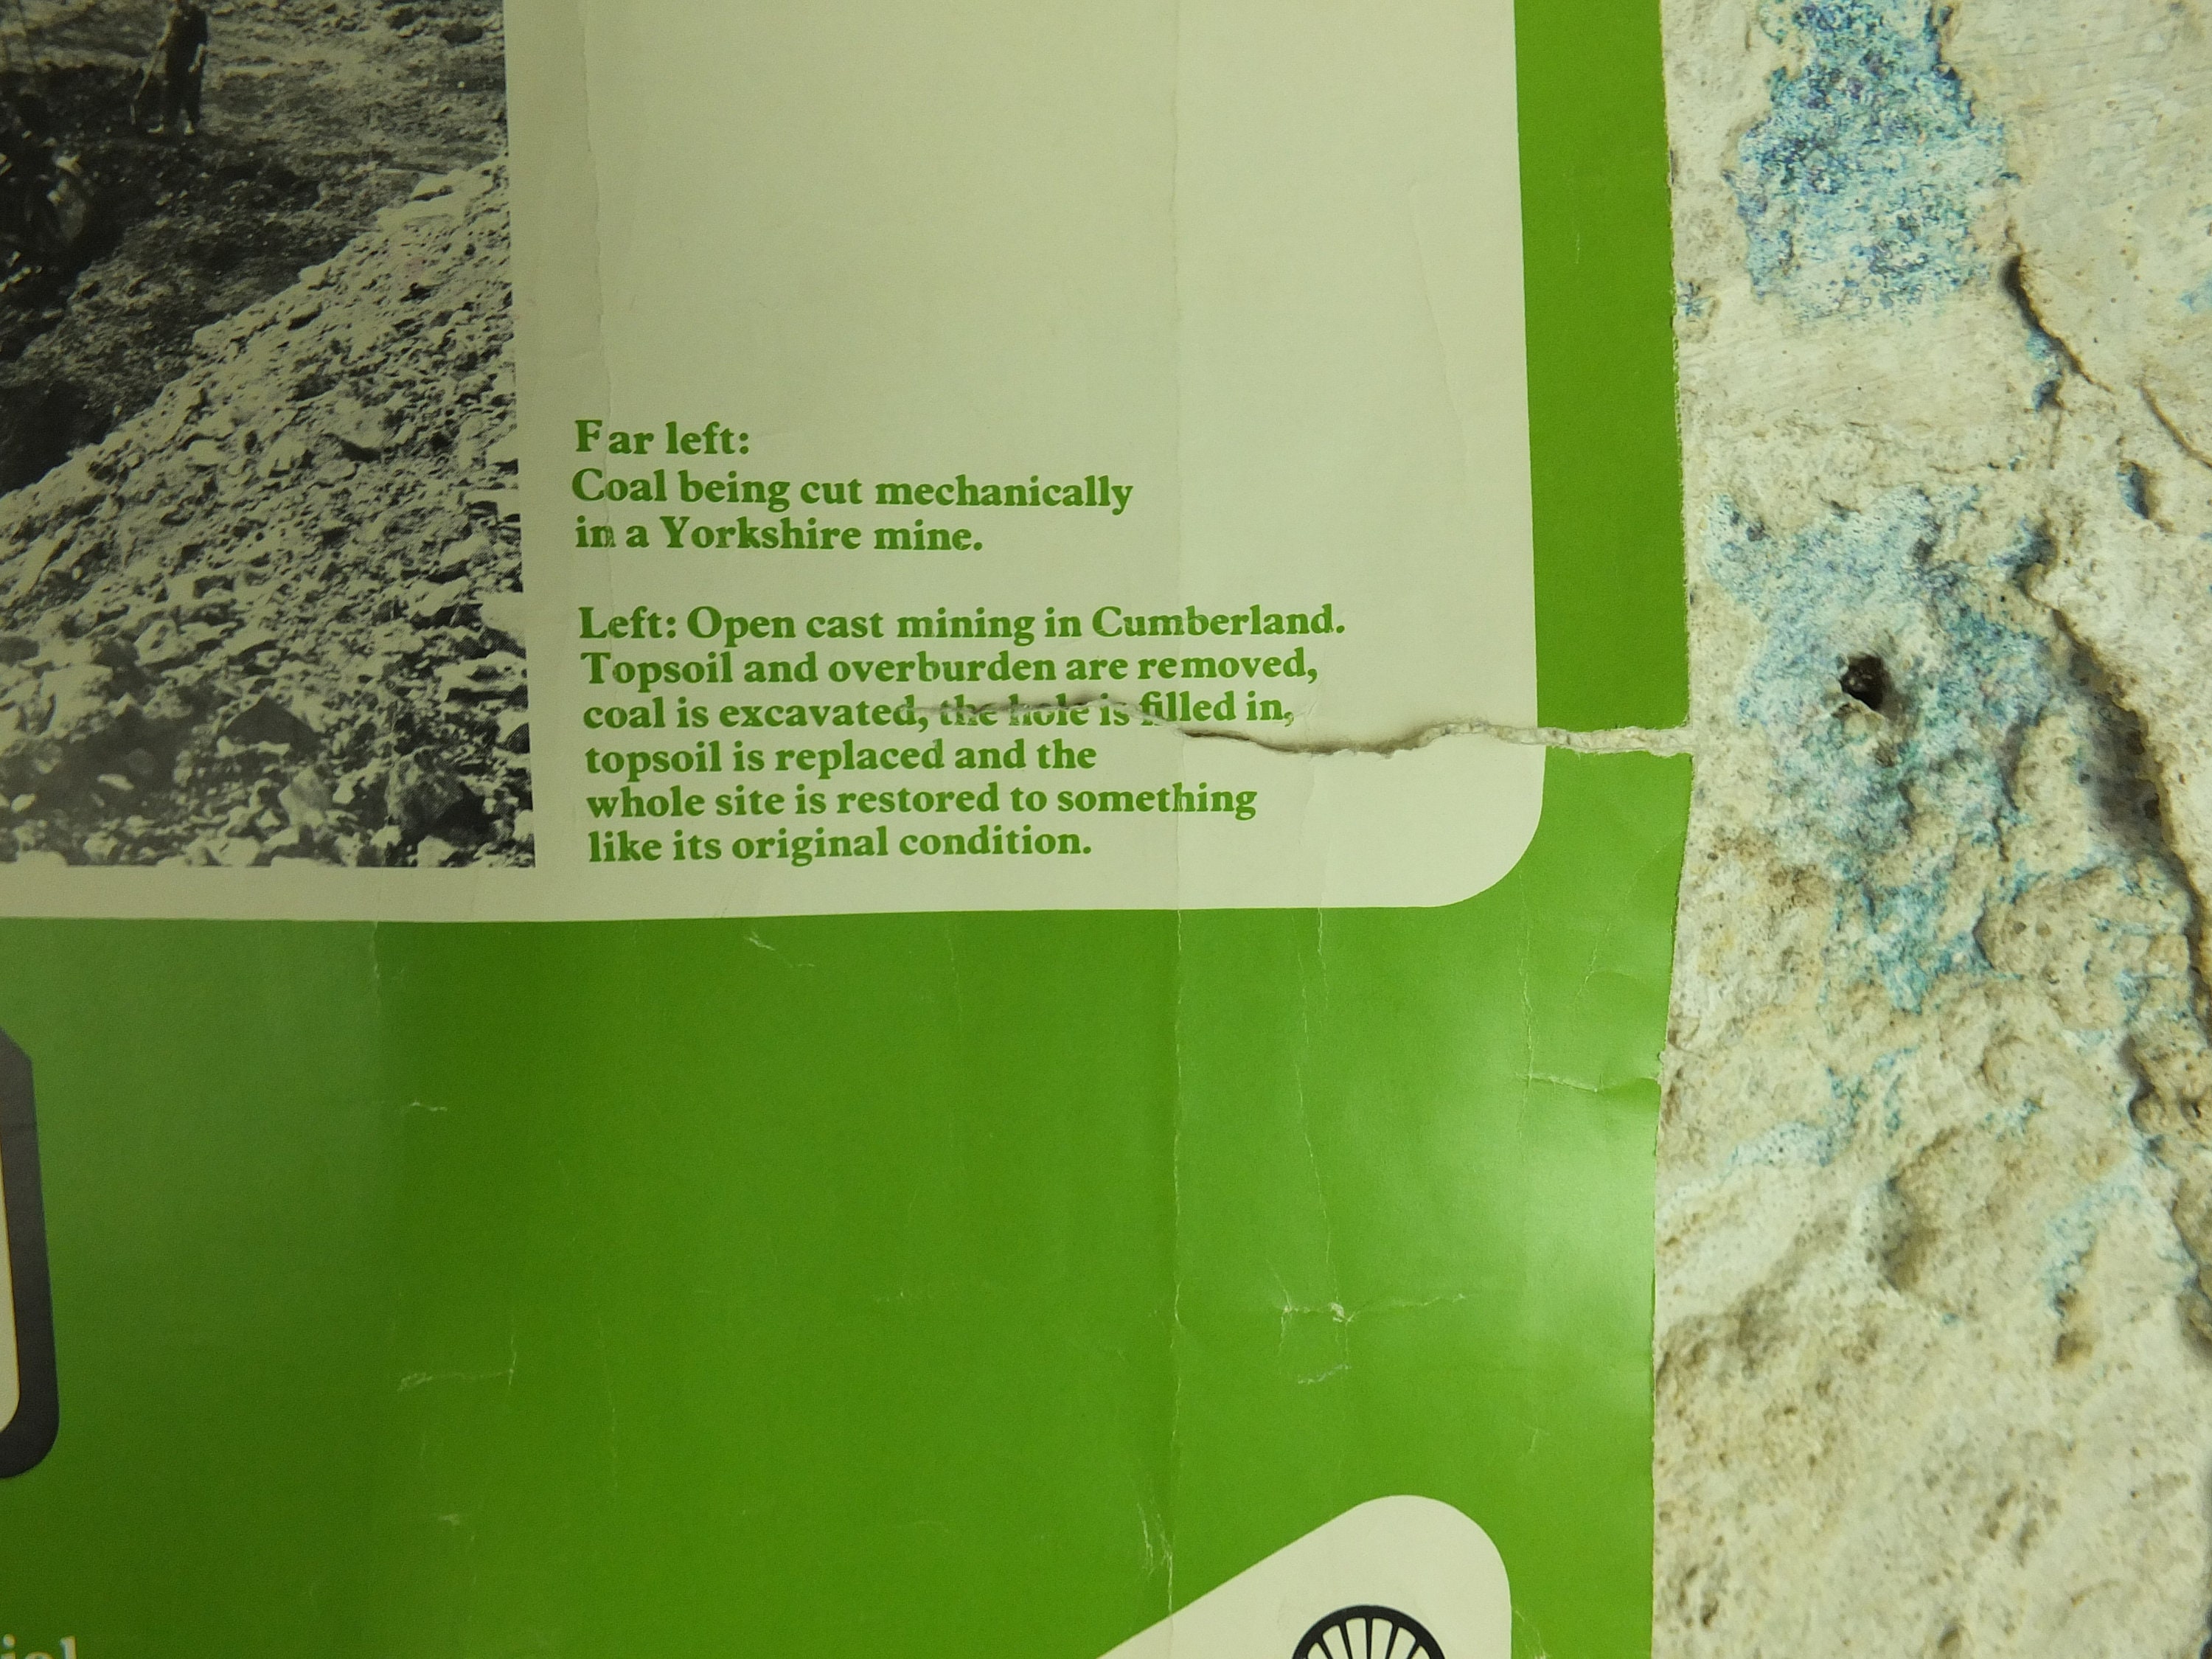 Far left:
Coal being cut mechanically
in a Yorkshire mine.
Left: Open cast mining in Cumberland.
Topsoil and overburden are removed,
coal is excavated, the hole is filled in,
topsoil is replaced and the
whole site is restored to something
like its original condition.